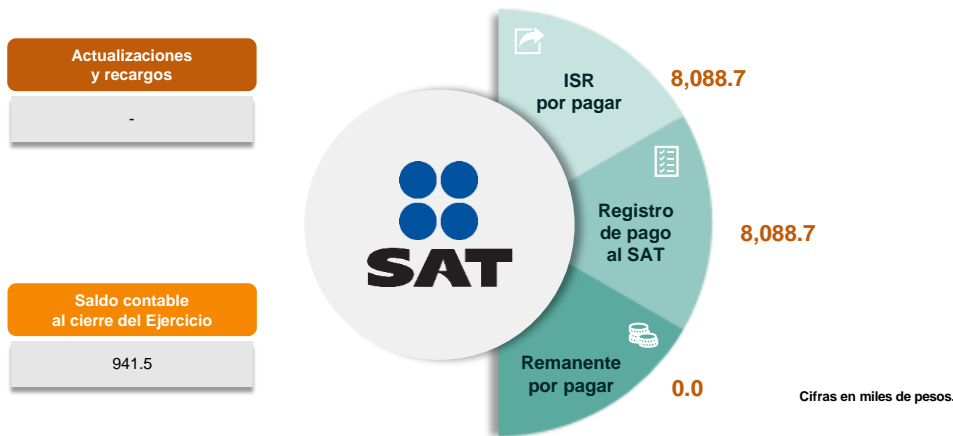 Actualizaciones
y recargos
-
Saldo contable
al cierre del Ejercicio
941.5
SAT
ISR
por pagar
8,088.7
Registro
de pago
al SAT
8,088.7
Remanente
por pagar
0.0
Cifras en miles de pesos.